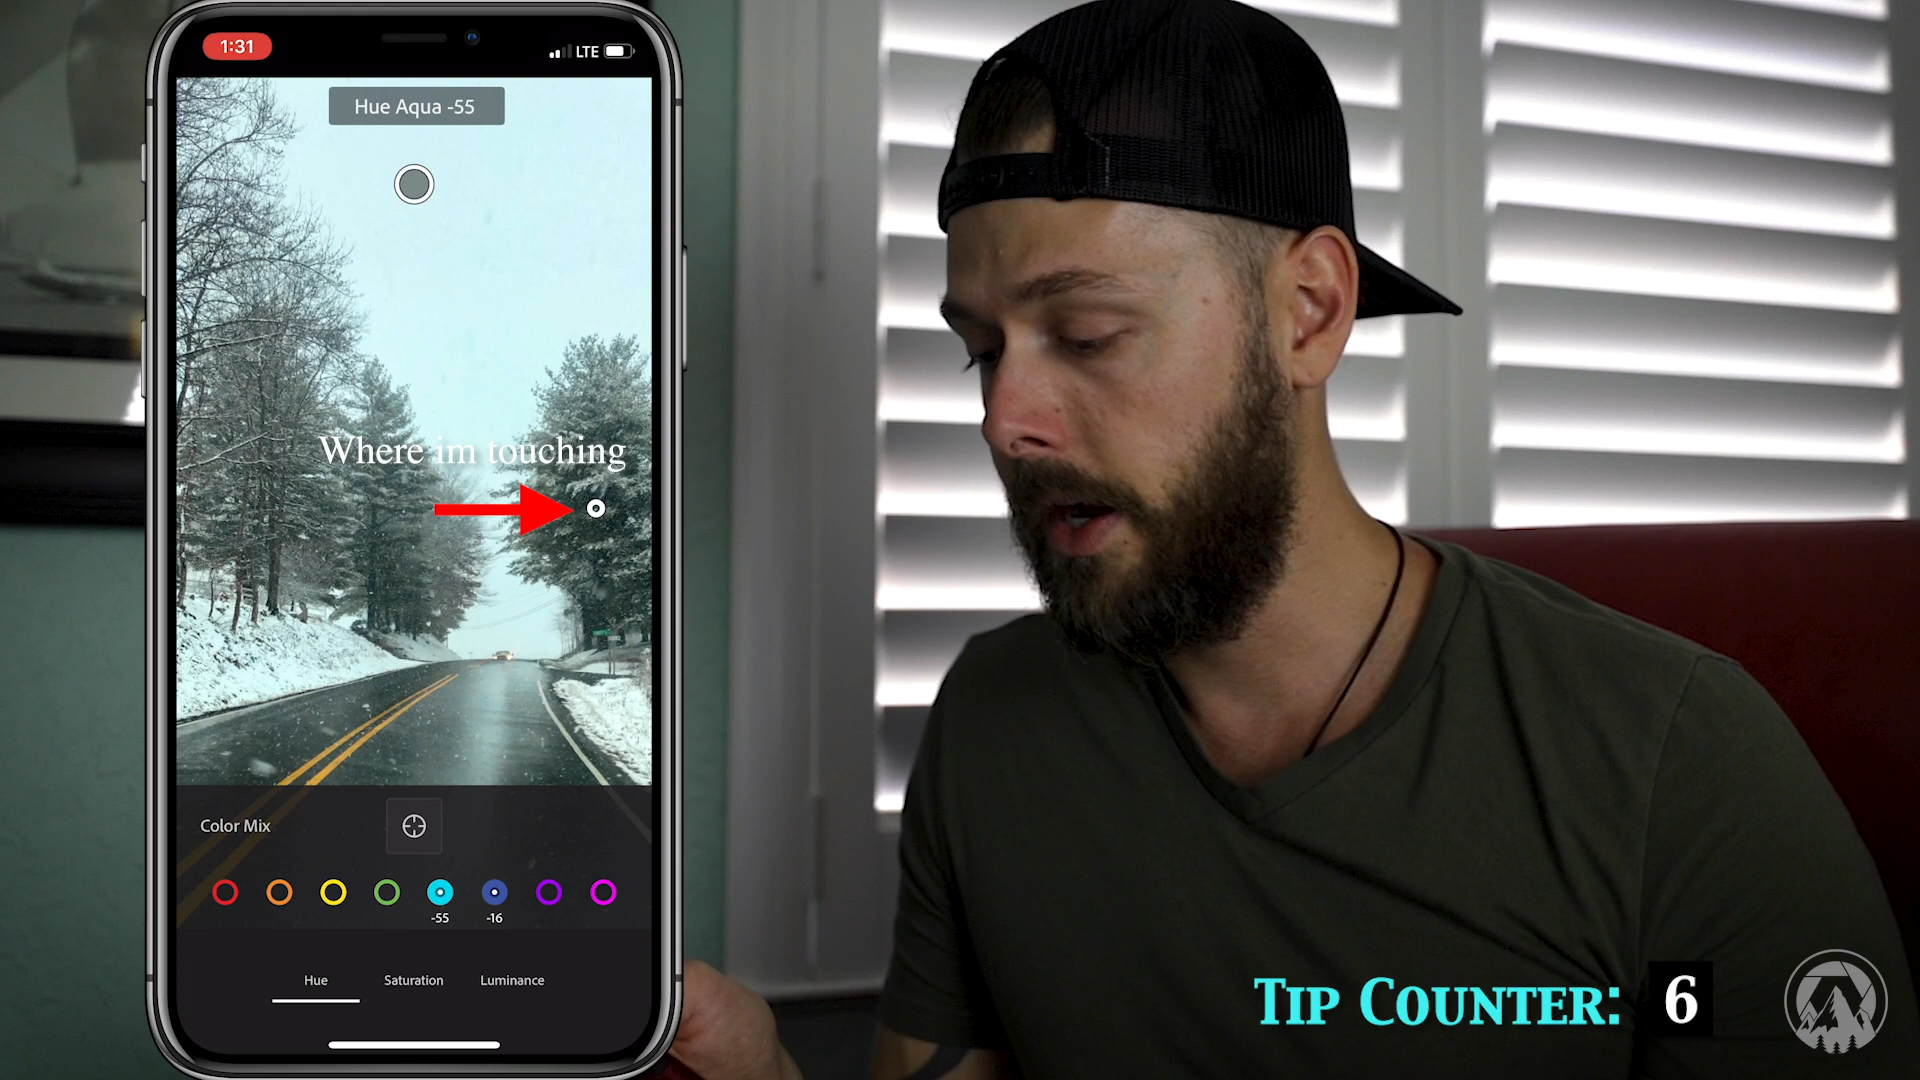 1:31
LTE
Hue Aqua -55
Where im touching
Color Mix
-55 -16
Hue Saturation Luminance
Tip Counter: 6